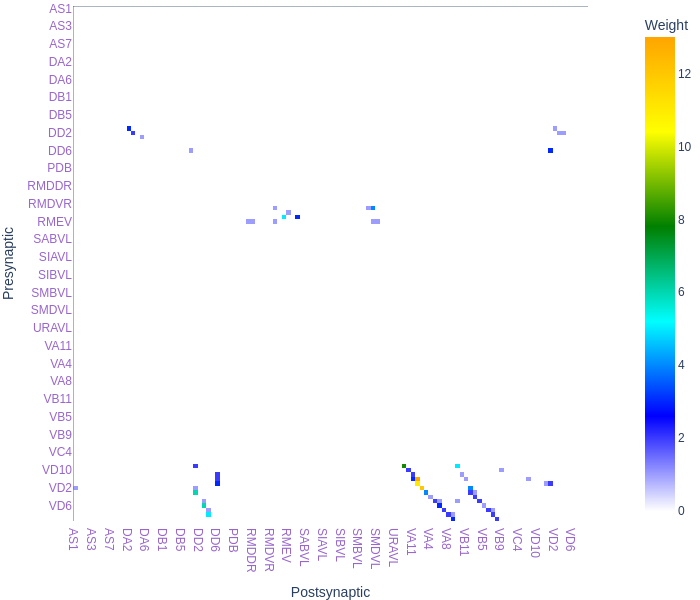 Weight
AS1
AS3
AS7
DA2
DA6
DB1
DB5
DD2
DD6
PDB
RMDDR
RMDVR
RMEV
SABVL
SIAVL
SIBVL
SMBVL
SMDVL
URAVL
VA11
VA4
VA8
VB11
VB5
VB9
VC4
VD10
VD2
VD6
Presynaptic
12
10
8
6
4
2
0
AS1 AS3 AS7 DA2 DA6 DB1 DB5 DD2 DD6 PDB RMDDR RMDVR RMEV SABVL SIAVL SIBVL SMBVL SMDVL URAVL VA11 VA4 VA8 VB11 VB5 VB9 VC4 VD10 VD2 VD6
Postsynaptic